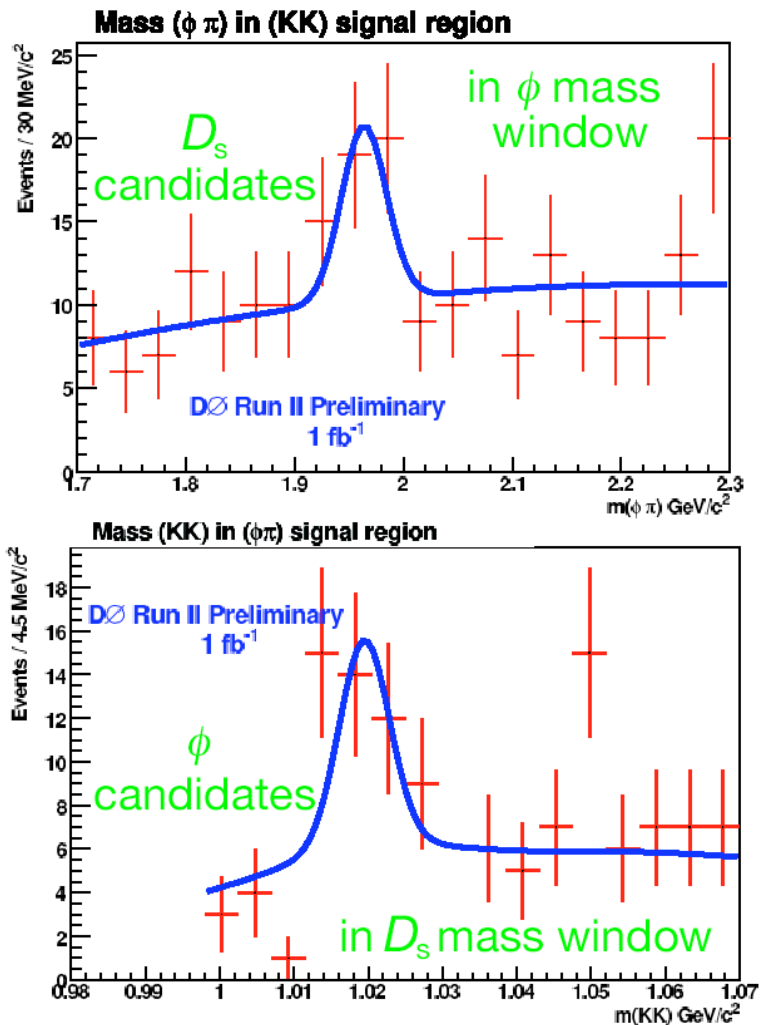 Mass (ϕ π) in (KK) signal region
Events / 30 MeV/c²
25
20
15
10
5
0
D_s
candidates
in ϕ mass
window
DØ Run II Preliminary
1 fb⁻¹
1.7 1.8 1.9 2 2.1 2.2 2.3
m(ϕ π) GeV/c²
Mass (KK) in (ϕπ) signal region
Events / 4.5 MeV/c²
18
16
14
12
10
8
6
4
2
0
DØ Run II Preliminary
1 fb⁻¹
ϕ
candidates
in D_s mass window
0.98 0.99 1 1.01 1.02 1.03 1.04 1.05 1.06 1.07
m(KK) GeV/c²